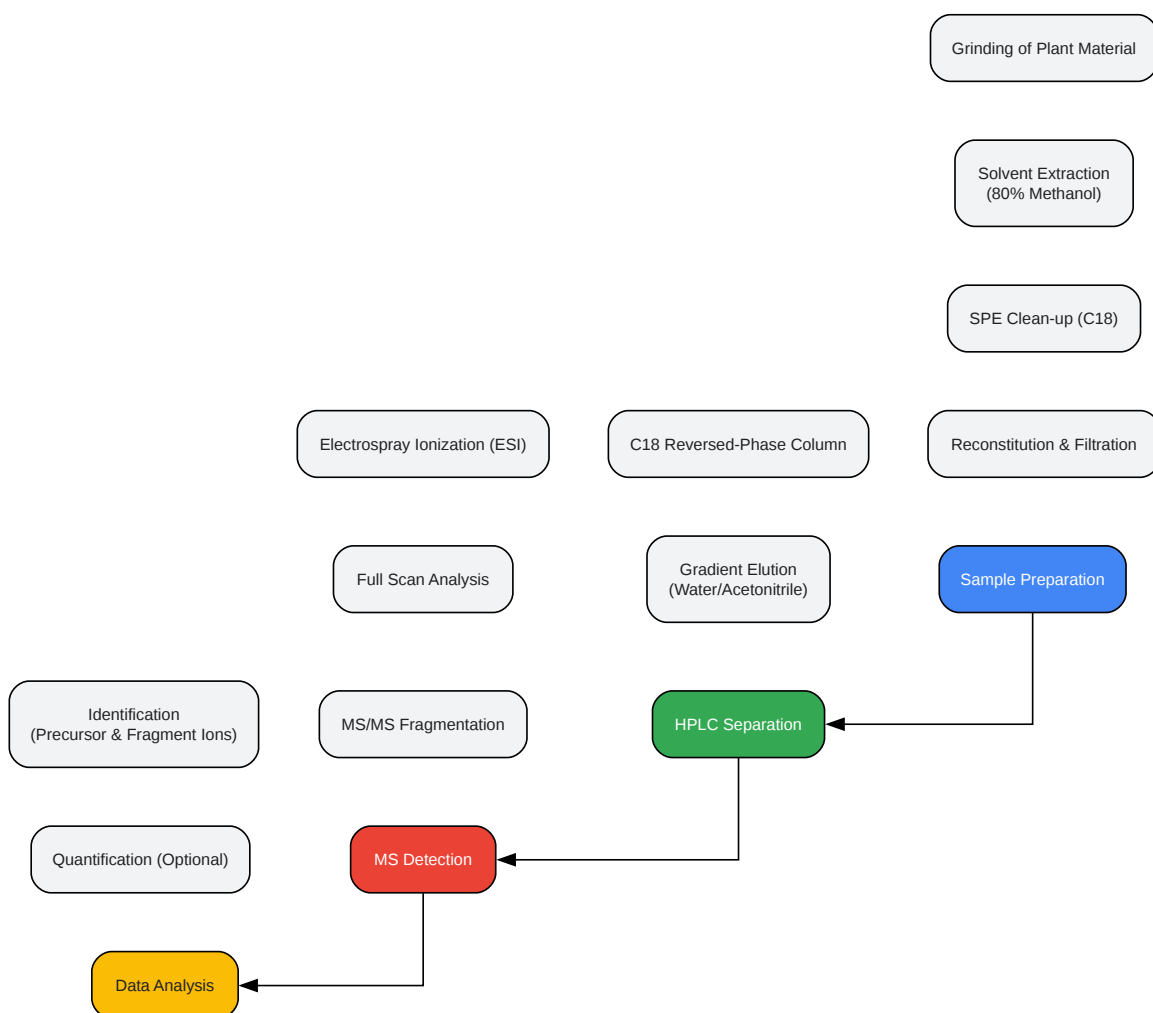 Grinding of Plant Material
Solvent Extraction
(80% Methanol)
SPE Clean-up (C18)
Electrospray Ionization (ESI)
C18 Reversed-Phase Column
Reconstitution & Filtration
Full Scan Analysis
Gradient Elution
(Water/Acetonitrile)
Sample Preparation
Identification
(Precursor & Fragment Ions)
MS/MS Fragmentation
HPLC Separation
Quantification (Optional)
MS Detection
Data Analysis